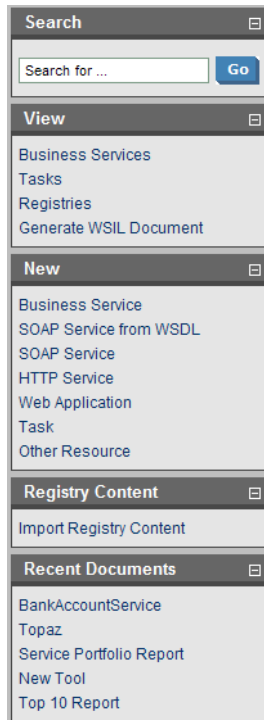 Search
Search for ...
Go
View
Business Services
Tasks
Registries
Generate WSIL Document
New
Business Service
SOAP Service from WSDL
SOAP Service
HTTP Service
Web Application
Task
Other Resource
Registry Content
Import Registry Content
Recent Documents
BankAccountService
Topaz
Service Portfolio Report
New Tool
Top 10 Report